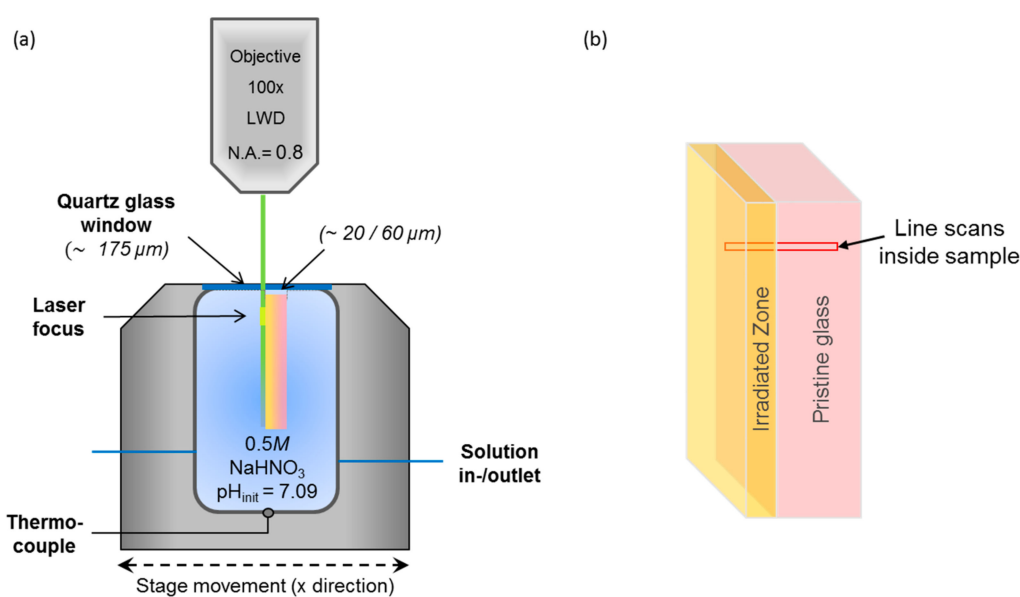 (a)
Objective
100x
LWD
N.A.= 0.8
Quartz glass
window
(~ 175 µm)
(~ 20 / 60 µm)
Laser
focus
0.5M
NaHNO₃
pHinit = 7.09
Solution
in-/outlet
Thermo-
couple
Stage movement (x direction)
(b)
Line scans
inside sample
Irradiated Zone
Pristine glass